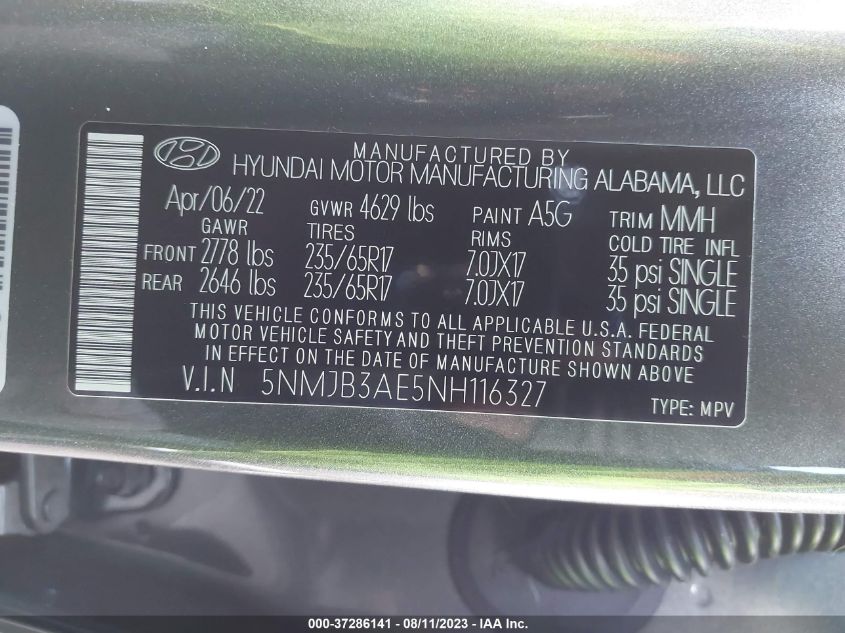 MANUFACTURED BY
HYUNDAI MOTOR MANUFACTURING ALABAMA, LLC
Apr/06/22 GVWR 4629 lbs PAINT A5G TRIM MMH
GAWR TIRES RIMS COLD TIRE INFL
FRONT 2778 lbs 235/65R17 7.0JX17 35 psi SINGLE
REAR 2646 lbs 235/65R17 7.0JX17 35 psi SINGLE
THIS VEHICLE CONFORMS TO ALL APPLICABLE U.S.A. FEDERAL
MOTOR VEHICLE SAFETY AND THEFT PREVENTION STANDARDS
IN EFFECT ON THE DATE OF MANUFACTURE SHOWN ABOVE
V.I.N 5NMJB3AE5NH116327
TYPE: MPV
000-37286141 - 08/11/2023 - © IAA Inc.